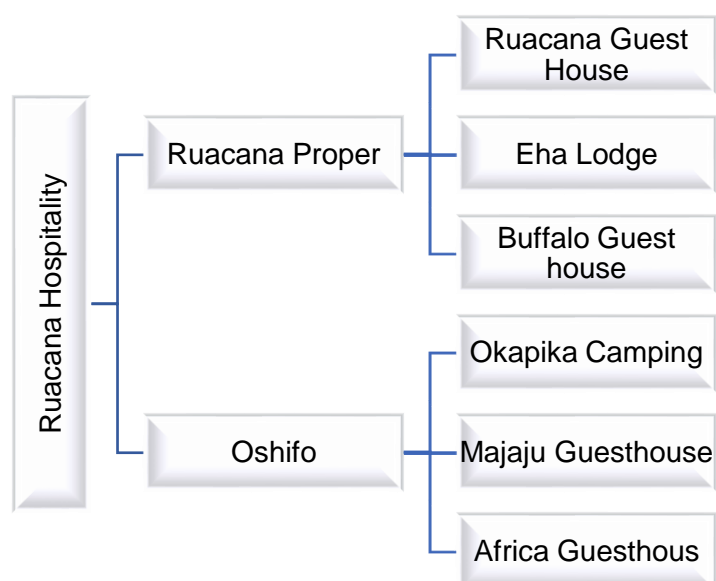 Ruacana Hospitality
Ruacana Proper
Ruacana Guest
House
Eha Lodge
Buffalo Guest
house
Oshifo
Okapika Camping
Majaju Guesthouse
Africa Guesthous